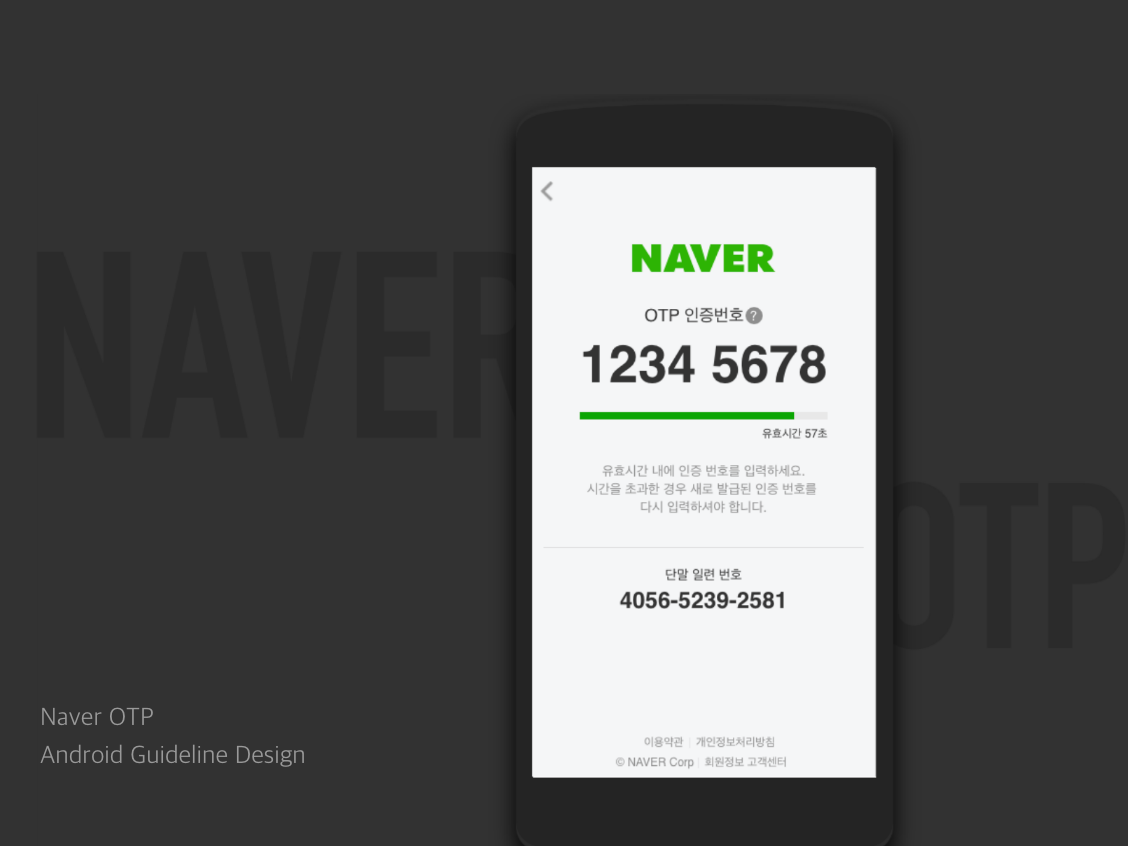 NAVER
OTP
NAVER
OTP 인증번호 ?
1234 5678
유효시간 57초
유효시간 내에 인증 번호를 입력하세요.
시간을 초과한 경우 새로 발급된 인증 번호를
다시 입력하셔야 합니다.
단말 일련 번호
4056-5239-2581
이용약관 | 개인정보처리방침
© NAVER Corp | 회원정보 고객센터
Naver OTP
Android Guideline Design